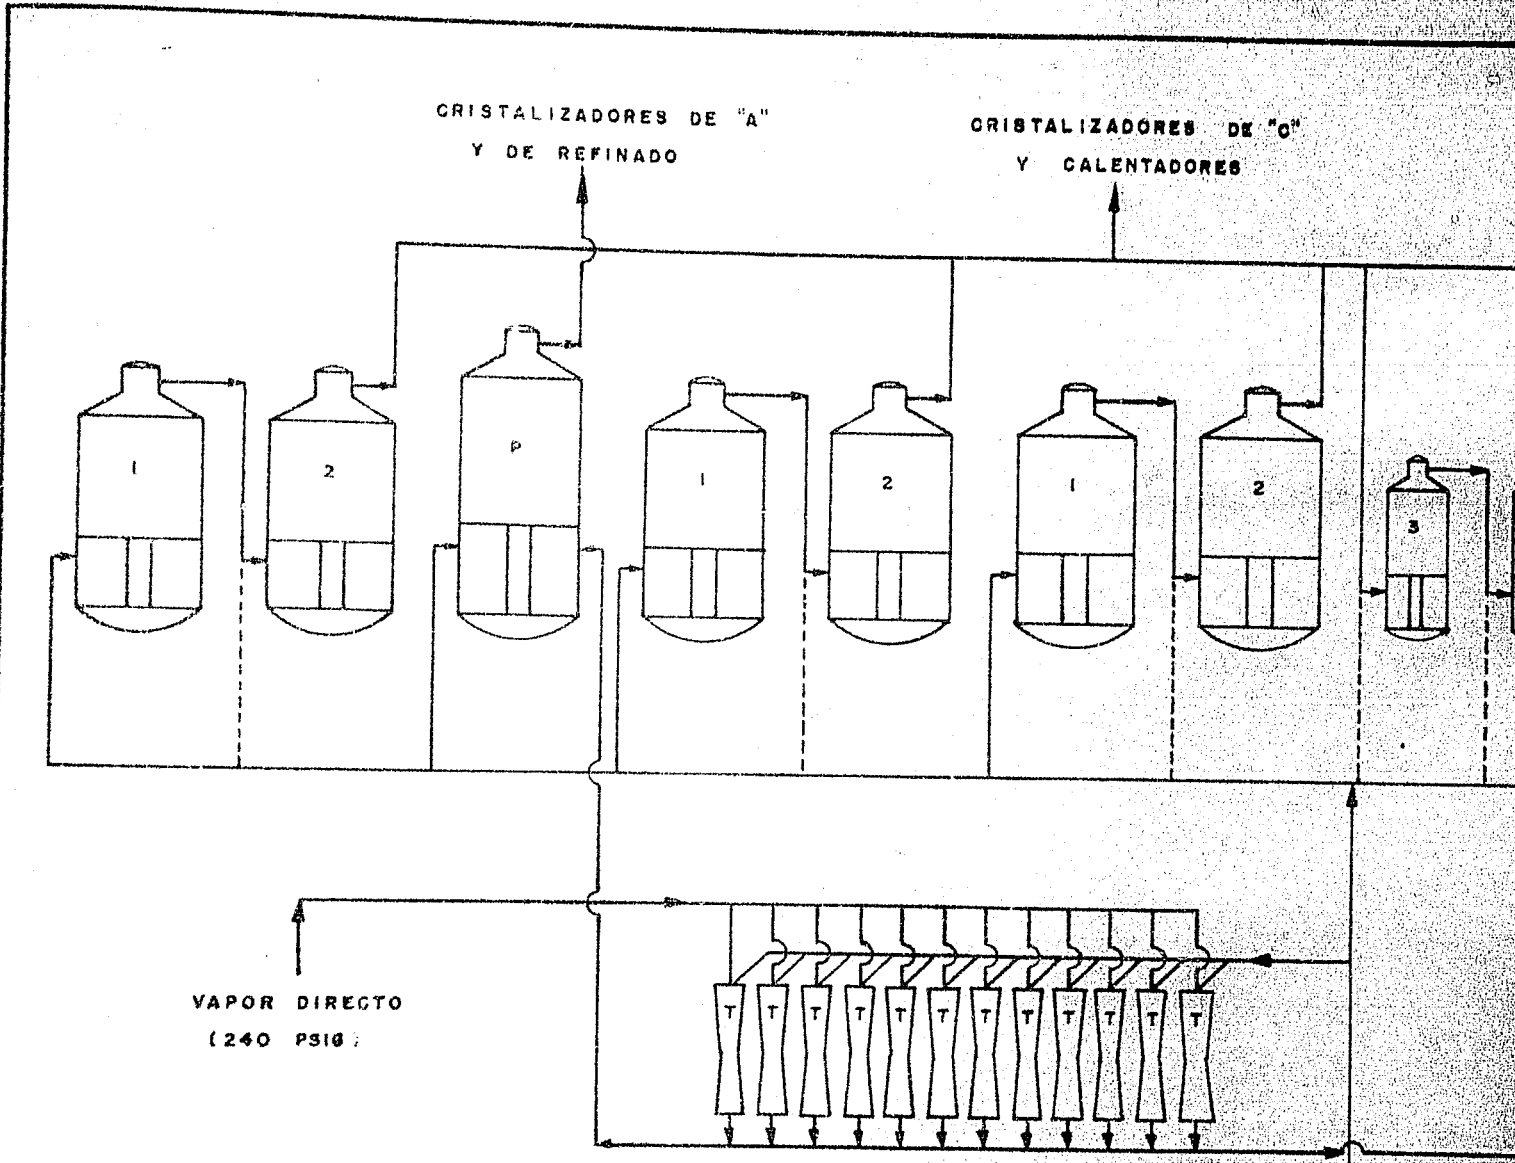 CRISTALIZADORES DE "A"
Y DE REFINADO
CRISTALIZADORES DE "C"
Y CALENTADORES
1
2
P
1
2
1
2
3
VAPOR DIRECTO
(240 PSIG)
T T T T T T T T T T T T